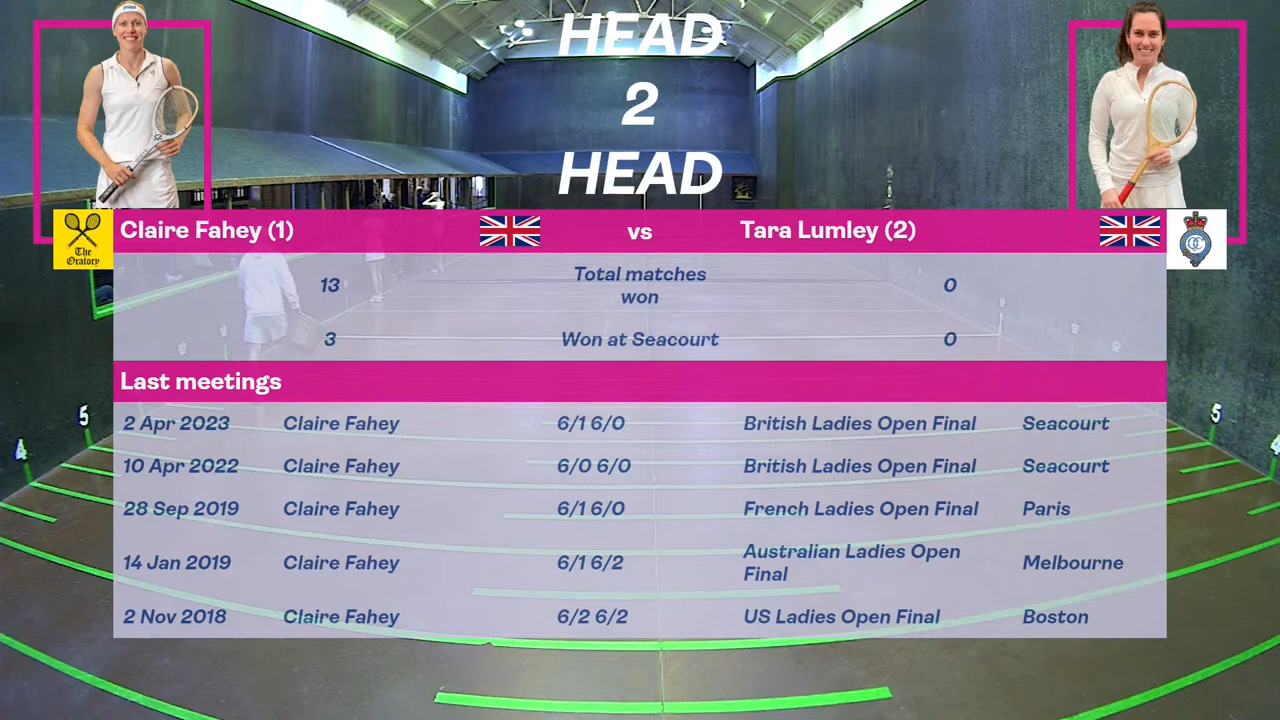 HEAD
2
HEAD
Claire Fahey (1) vs Tara Lumley (2)
The
Oratory
13 Total matches 0
won
3 Won at Seacourt 0
Last meetings
2 Apr 2023 Claire Fahey 6/1 6/0 British Ladies Open Final Seacourt
10 Apr 2022 Claire Fahey 6/0 6/0 British Ladies Open Final Seacourt
28 Sep 2019 Claire Fahey 6/1 6/0 French Ladies Open Final Paris
14 Jan 2019 Claire Fahey 6/1 6/2 Australian Ladies Open Melbourne
Final
2 Nov 2018 Claire Fahey 6/2 6/2 US Ladies Open Final Boston
5
4
5
4